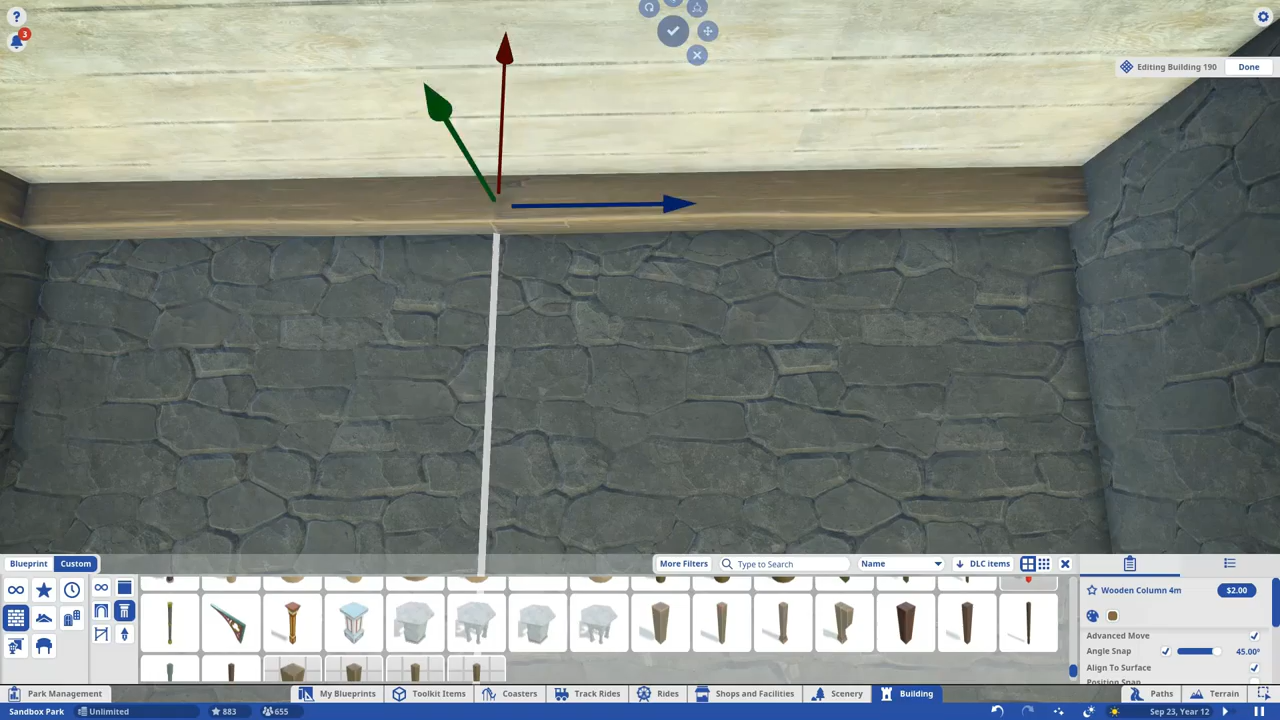 ?
3
Editing Building 190
Done
Blueprint
Custom
More Filters
Type to Search
Name
DLC items
Wooden Column 4m
$2.00
Advanced Move
Angle Snap
45.00°
Align To Surface
Park Management
My Blueprints
Toolkit Items
Coasters
Track Rides
Rides
Shops and Facilities
Scenery
Building
Paths
Terrain
Sandbox Park
Unlimited
883
655
Sep 23, Year 12